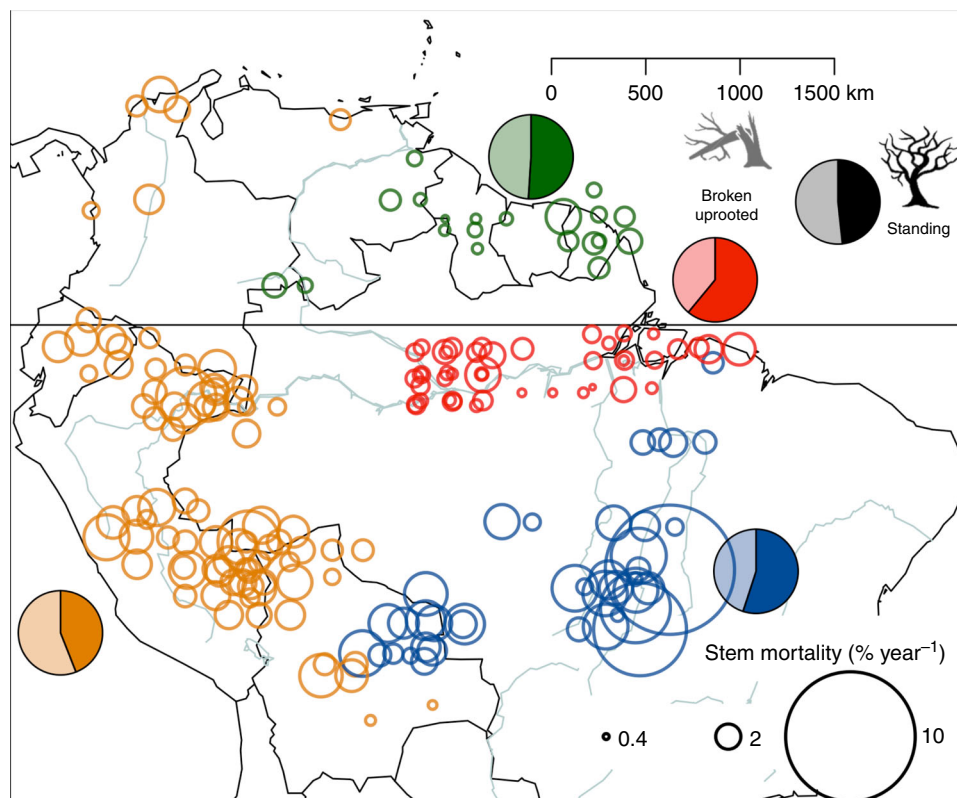 0 500 1000 1500 km
Broken
uprooted
Standing
Stem mortality (% year⁻¹)
0.4 2 10